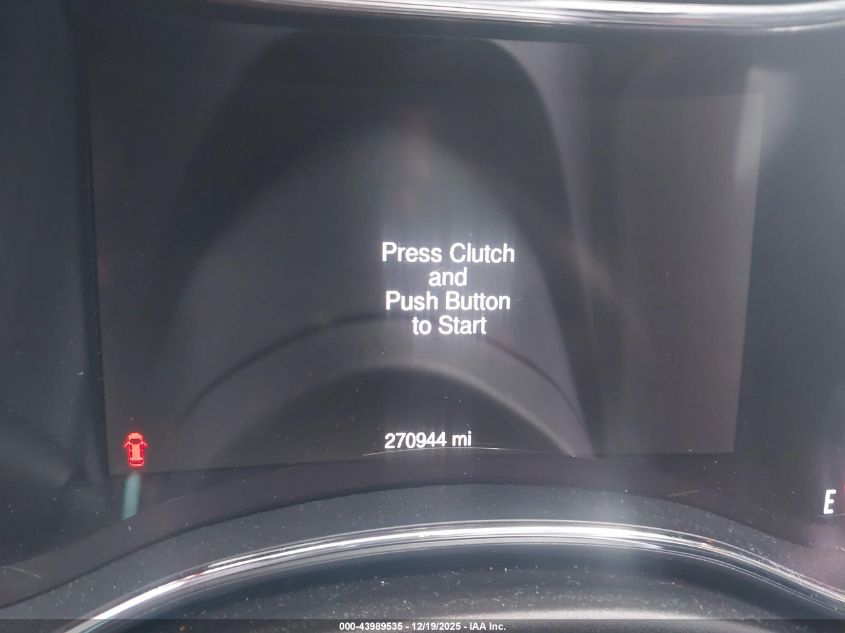 Press Clutch
and
Push Button
to Start
270944 mi
E
000-43989535 - 12/19/2025 - IAA Inc.